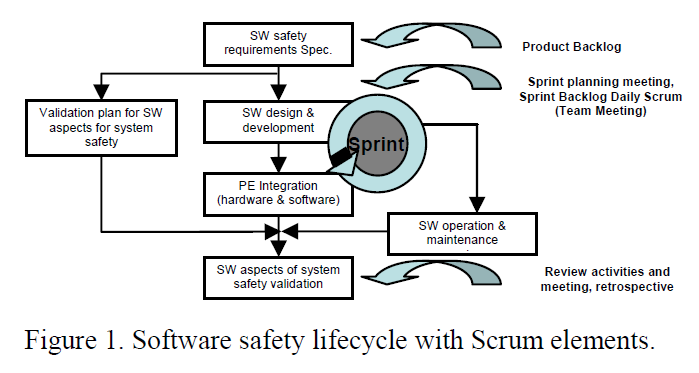 SW safety
requirements Spec.
Product Backlog
Sprint planning meeting,
Sprint Backlog Daily Scrum
(Team Meeting)
Validation plan for SW
aspects for system
safety
SW design &
development
Sprint
PE Integration
(hardware & software)
SW operation &
maintenance
SW aspects of system
safety validation
Review activities and
meeting, retrospective
Figure 1. Software safety lifecycle with Scrum elements.